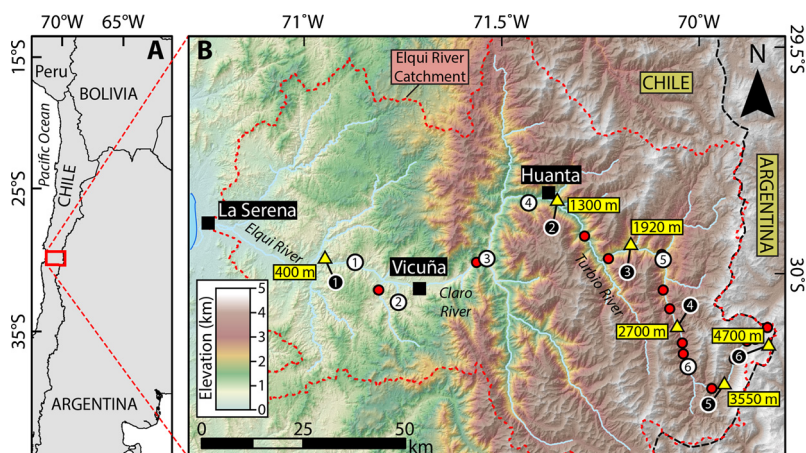 70°W 65°W
A
15°S
25°S
35°S
Peru
BOLIVIA
Pacific Ocean
CHILE
ARGENTINA
71°W 71.5°W 70°W
B
29.5°S
30°S
Elqui River
Catchment
CHILE
N
ARGENTINA
Huanta
La Serena
Elqui River
Vicuña
Claro
River
Turbio River
400 m
1300 m
1920 m
2700 m
4700 m
3550 m
1
1
2
3
4
2
3
5
4
6
6
5
Elevation (km)
5
4
3
2
1
0
0 10 50
km